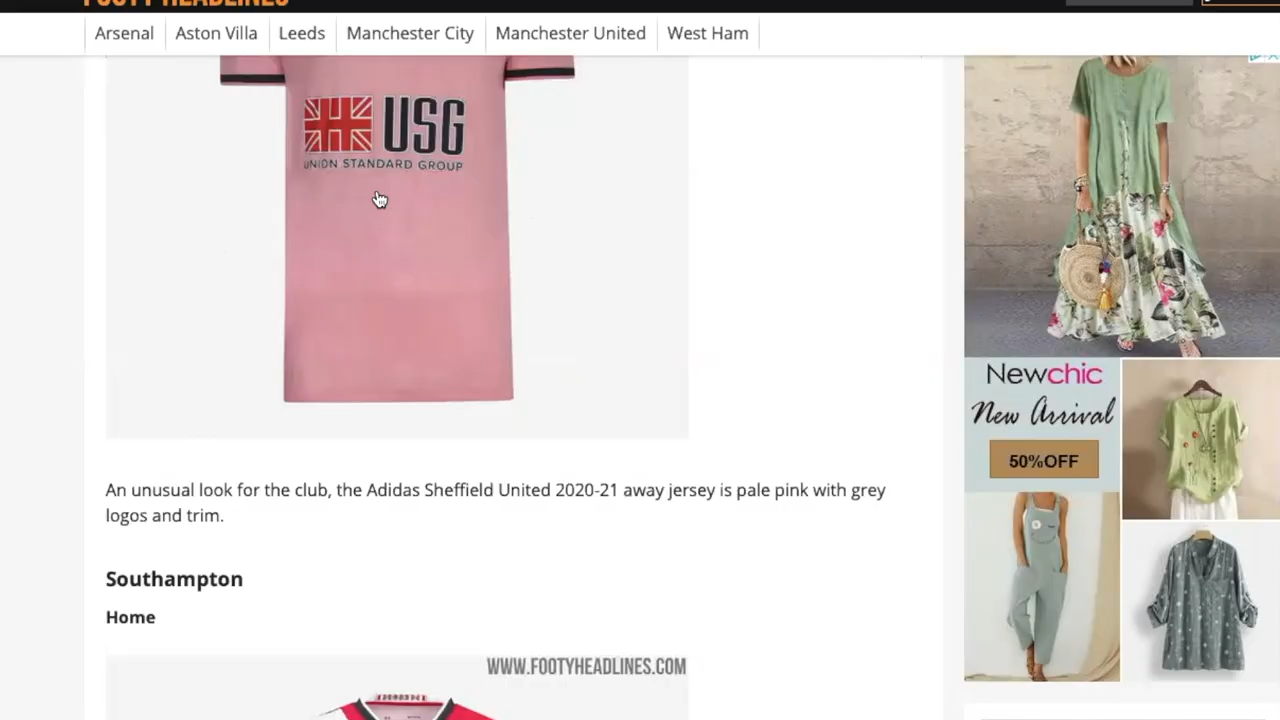 FOOTY HEADLINES
Arsenal
Aston Villa
Leeds
Manchester City
Manchester United
West Ham
USG
UNION STANDARD GROUP
An unusual look for the club, the Adidas Sheffield United 2020-21 away jersey is pale pink with grey
logos and trim.
Southampton
Home
WWW.FOOTYHEADLINES.COM
Newchic
New Arrival
50%OFF